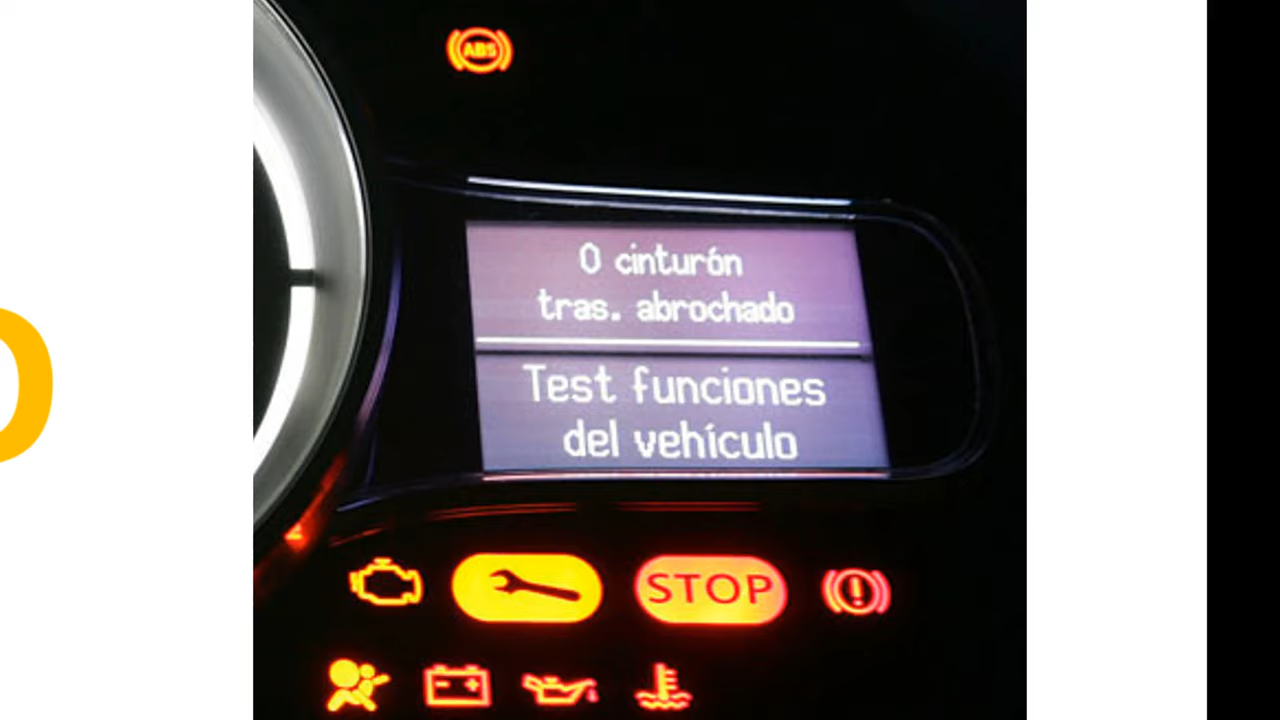 ABS
0 cinturón
tras. abrochado
Test funciones
del vehículo
STOP